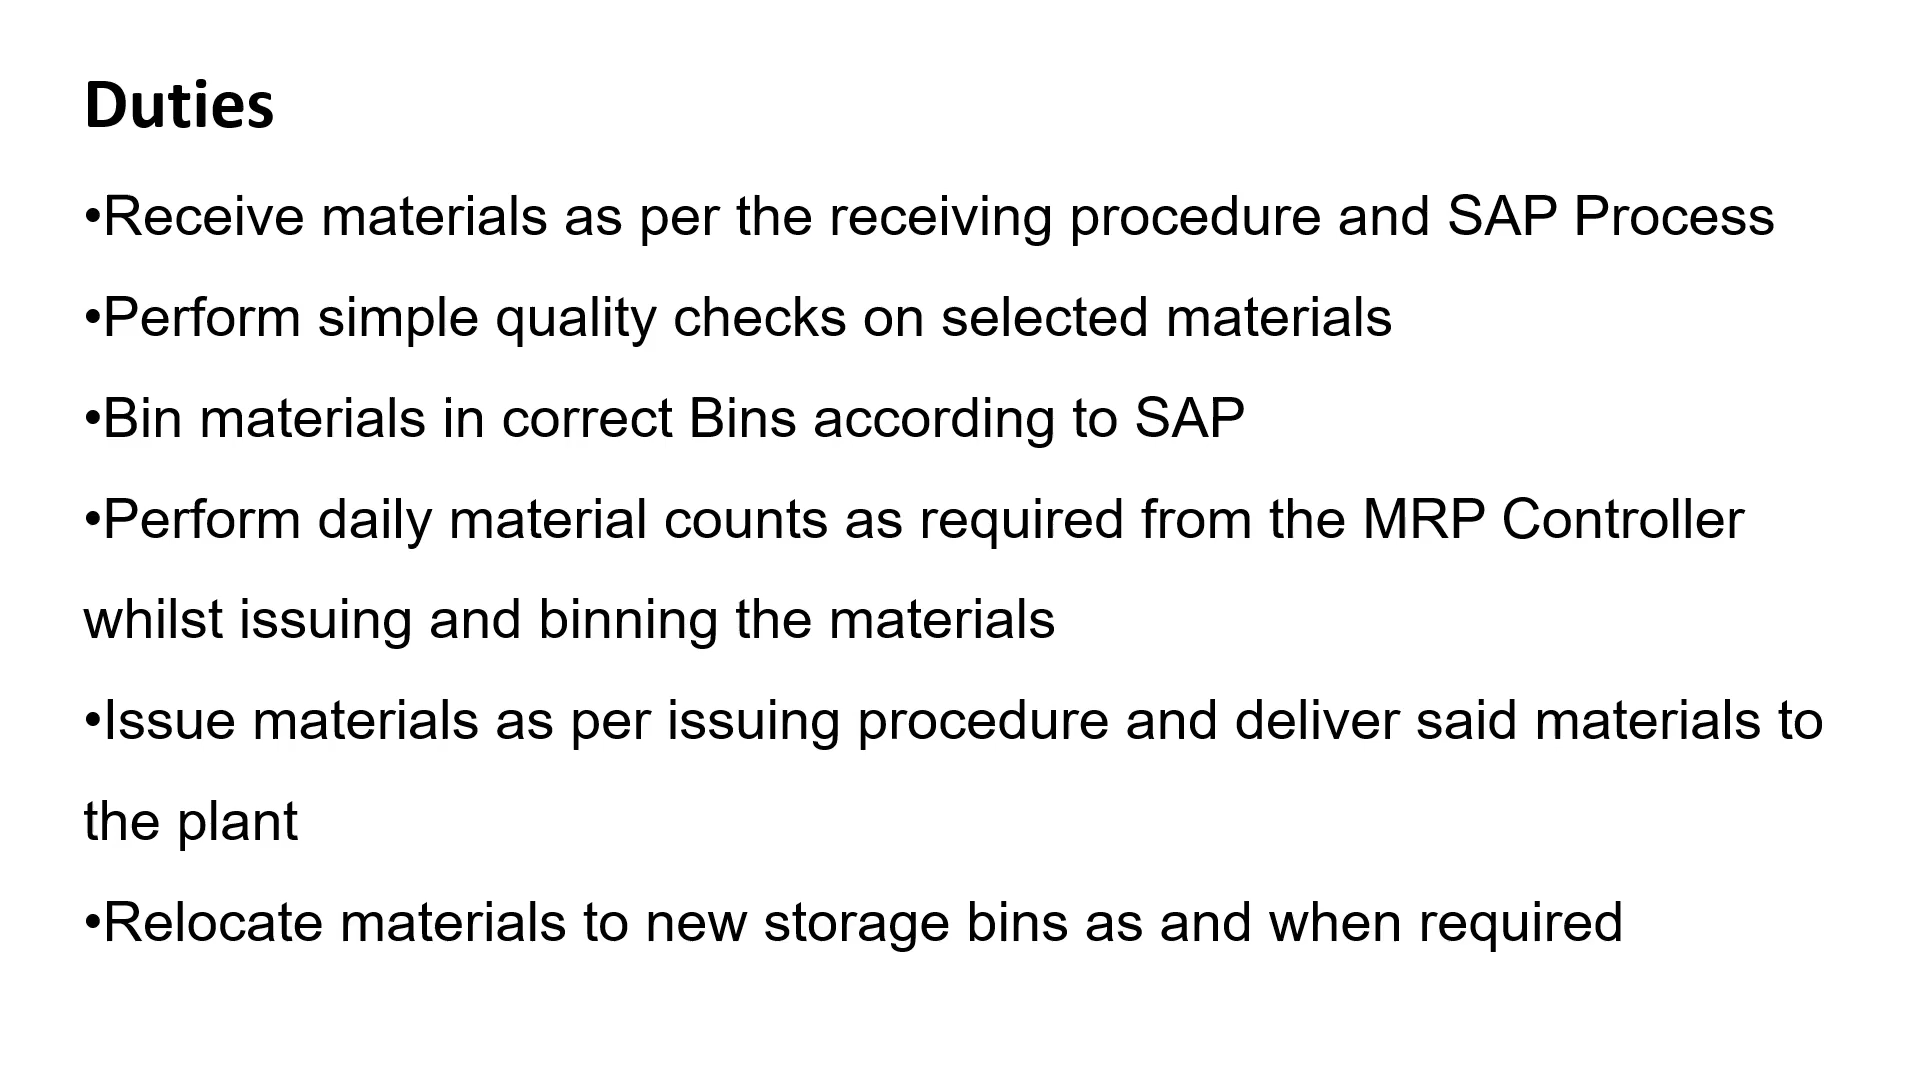 Duties
•Receive materials as per the receiving procedure and SAP Process
•Perform simple quality checks on selected materials
•Bin materials in correct Bins according to SAP
•Perform daily material counts as required from the MRP Controller
whilst issuing and binning the materials
•Issue materials as per issuing procedure and deliver said materials to
the plant
•Relocate materials to new storage bins as and when required